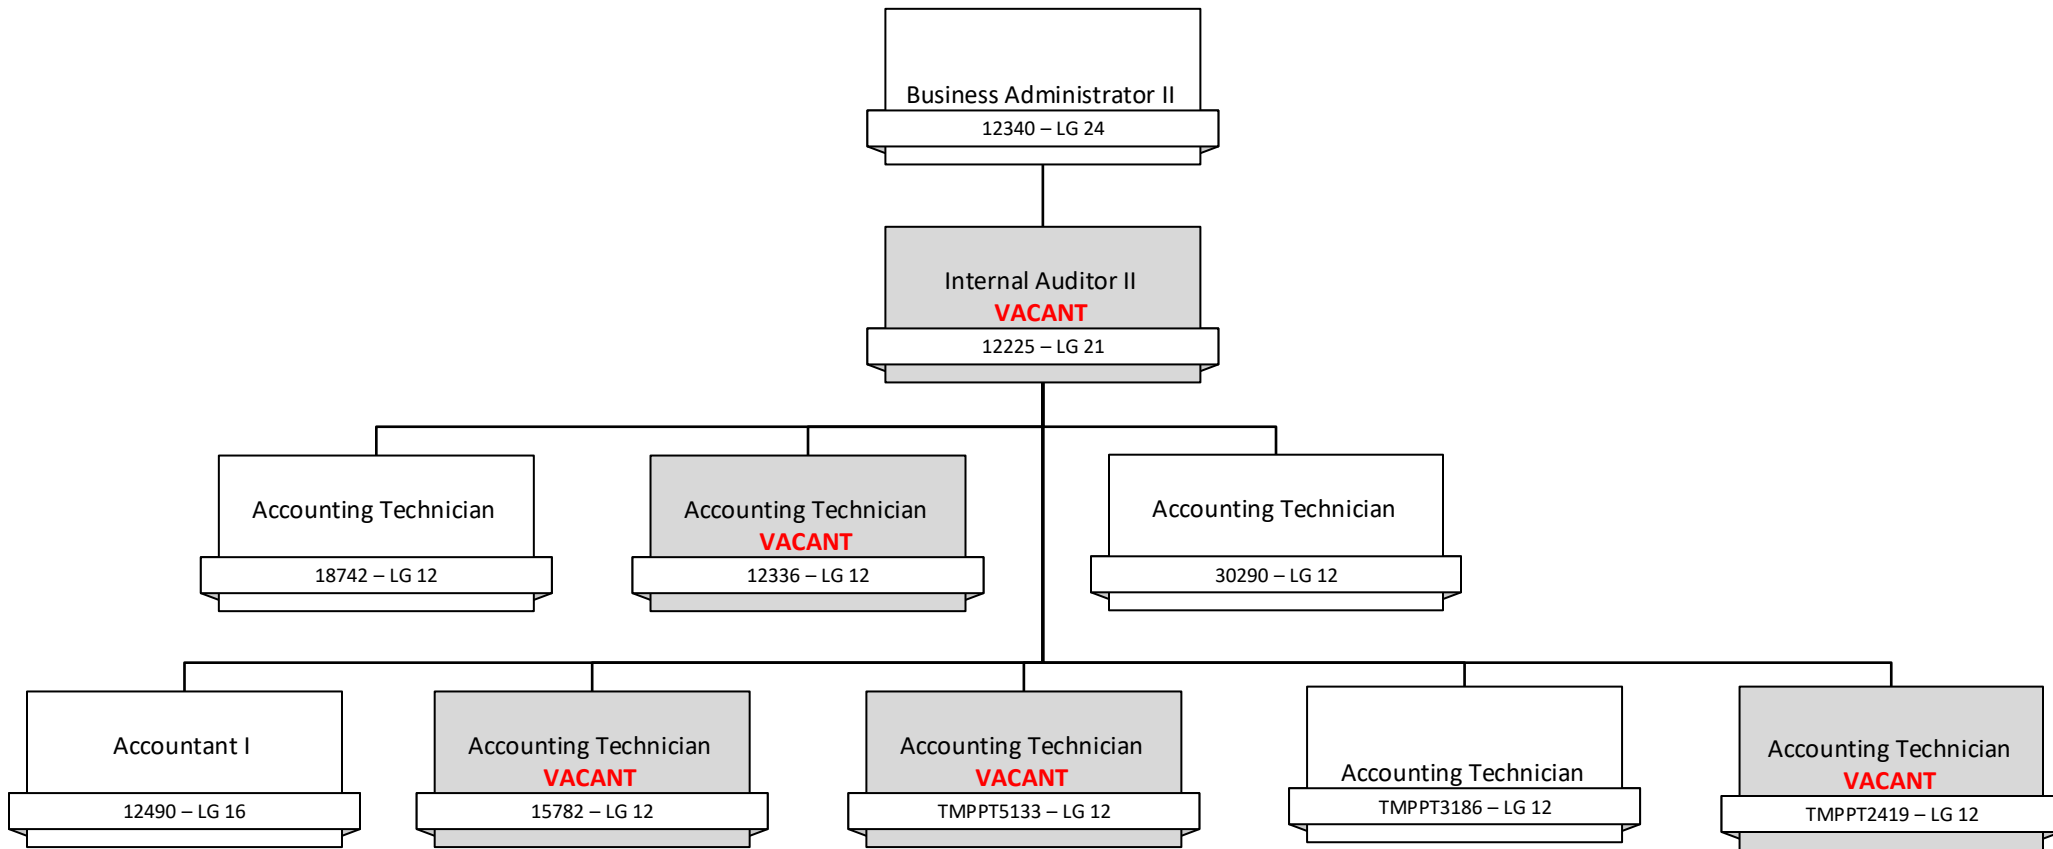 Business Administrator II
12340 – LG 24
Internal Auditor II
VACANT
12225 – LG 21
Accounting Technician
18742 – LG 12
Accounting Technician
VACANT
12336 – LG 12
Accounting Technician
30290 – LG 12
Accountant I
12490 – LG 16
Accounting Technician
VACANT
15782 – LG 12
Accounting Technician
VACANT
TMPPT5133 – LG 12
Accounting Technician
TMPPT3186 – LG 12
Accounting Technician
VACANT
TMPPT2419 – LG 12